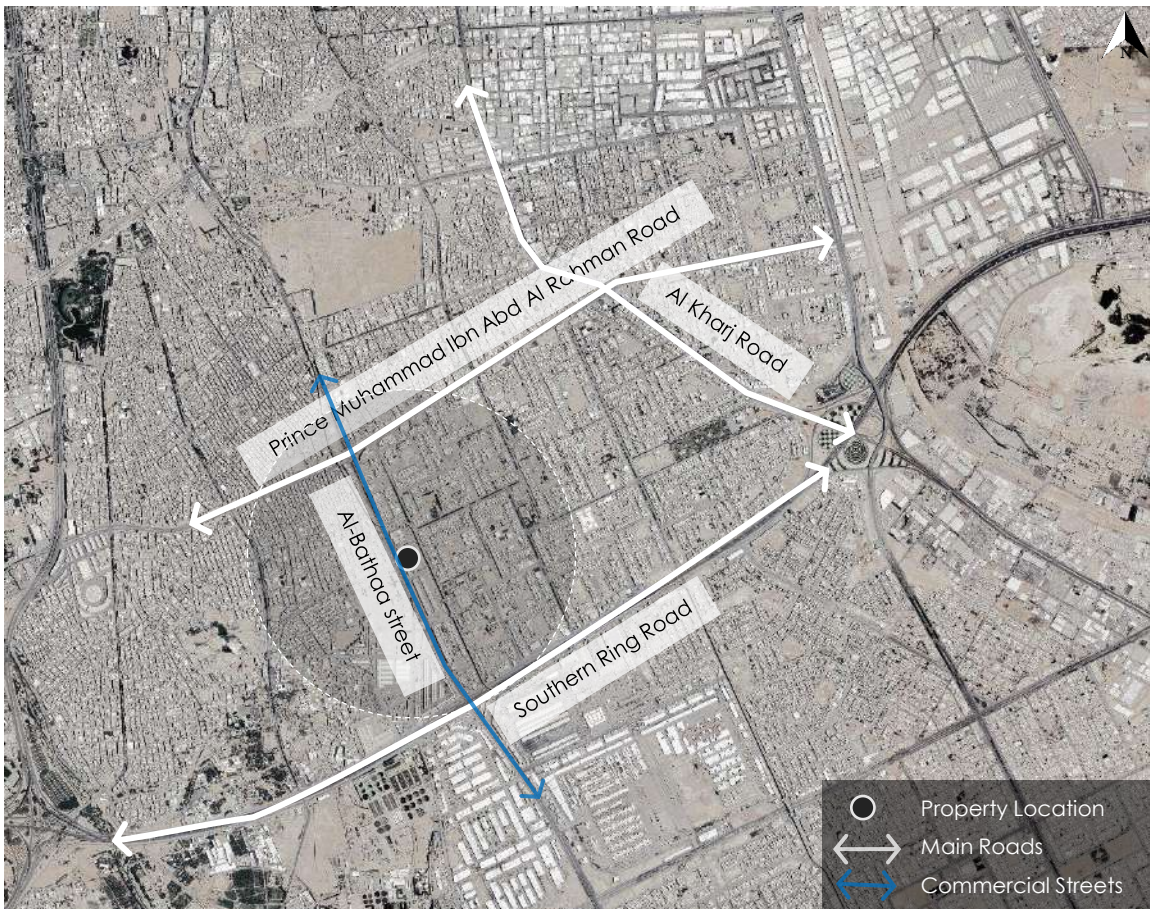 Prince Muhammad Ibn Abd Al Rahman Road
Al Kharj Road
Al-Bathaa street
Southern Ring Road
Property Location
Main Roads
Commercial Streets